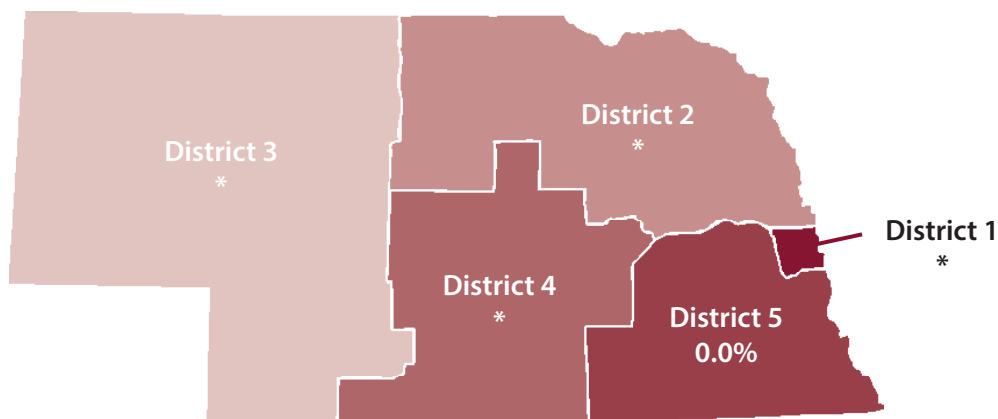 District 2
*
District 3
*
District 1
*
District 4
*
District 5
0.0%